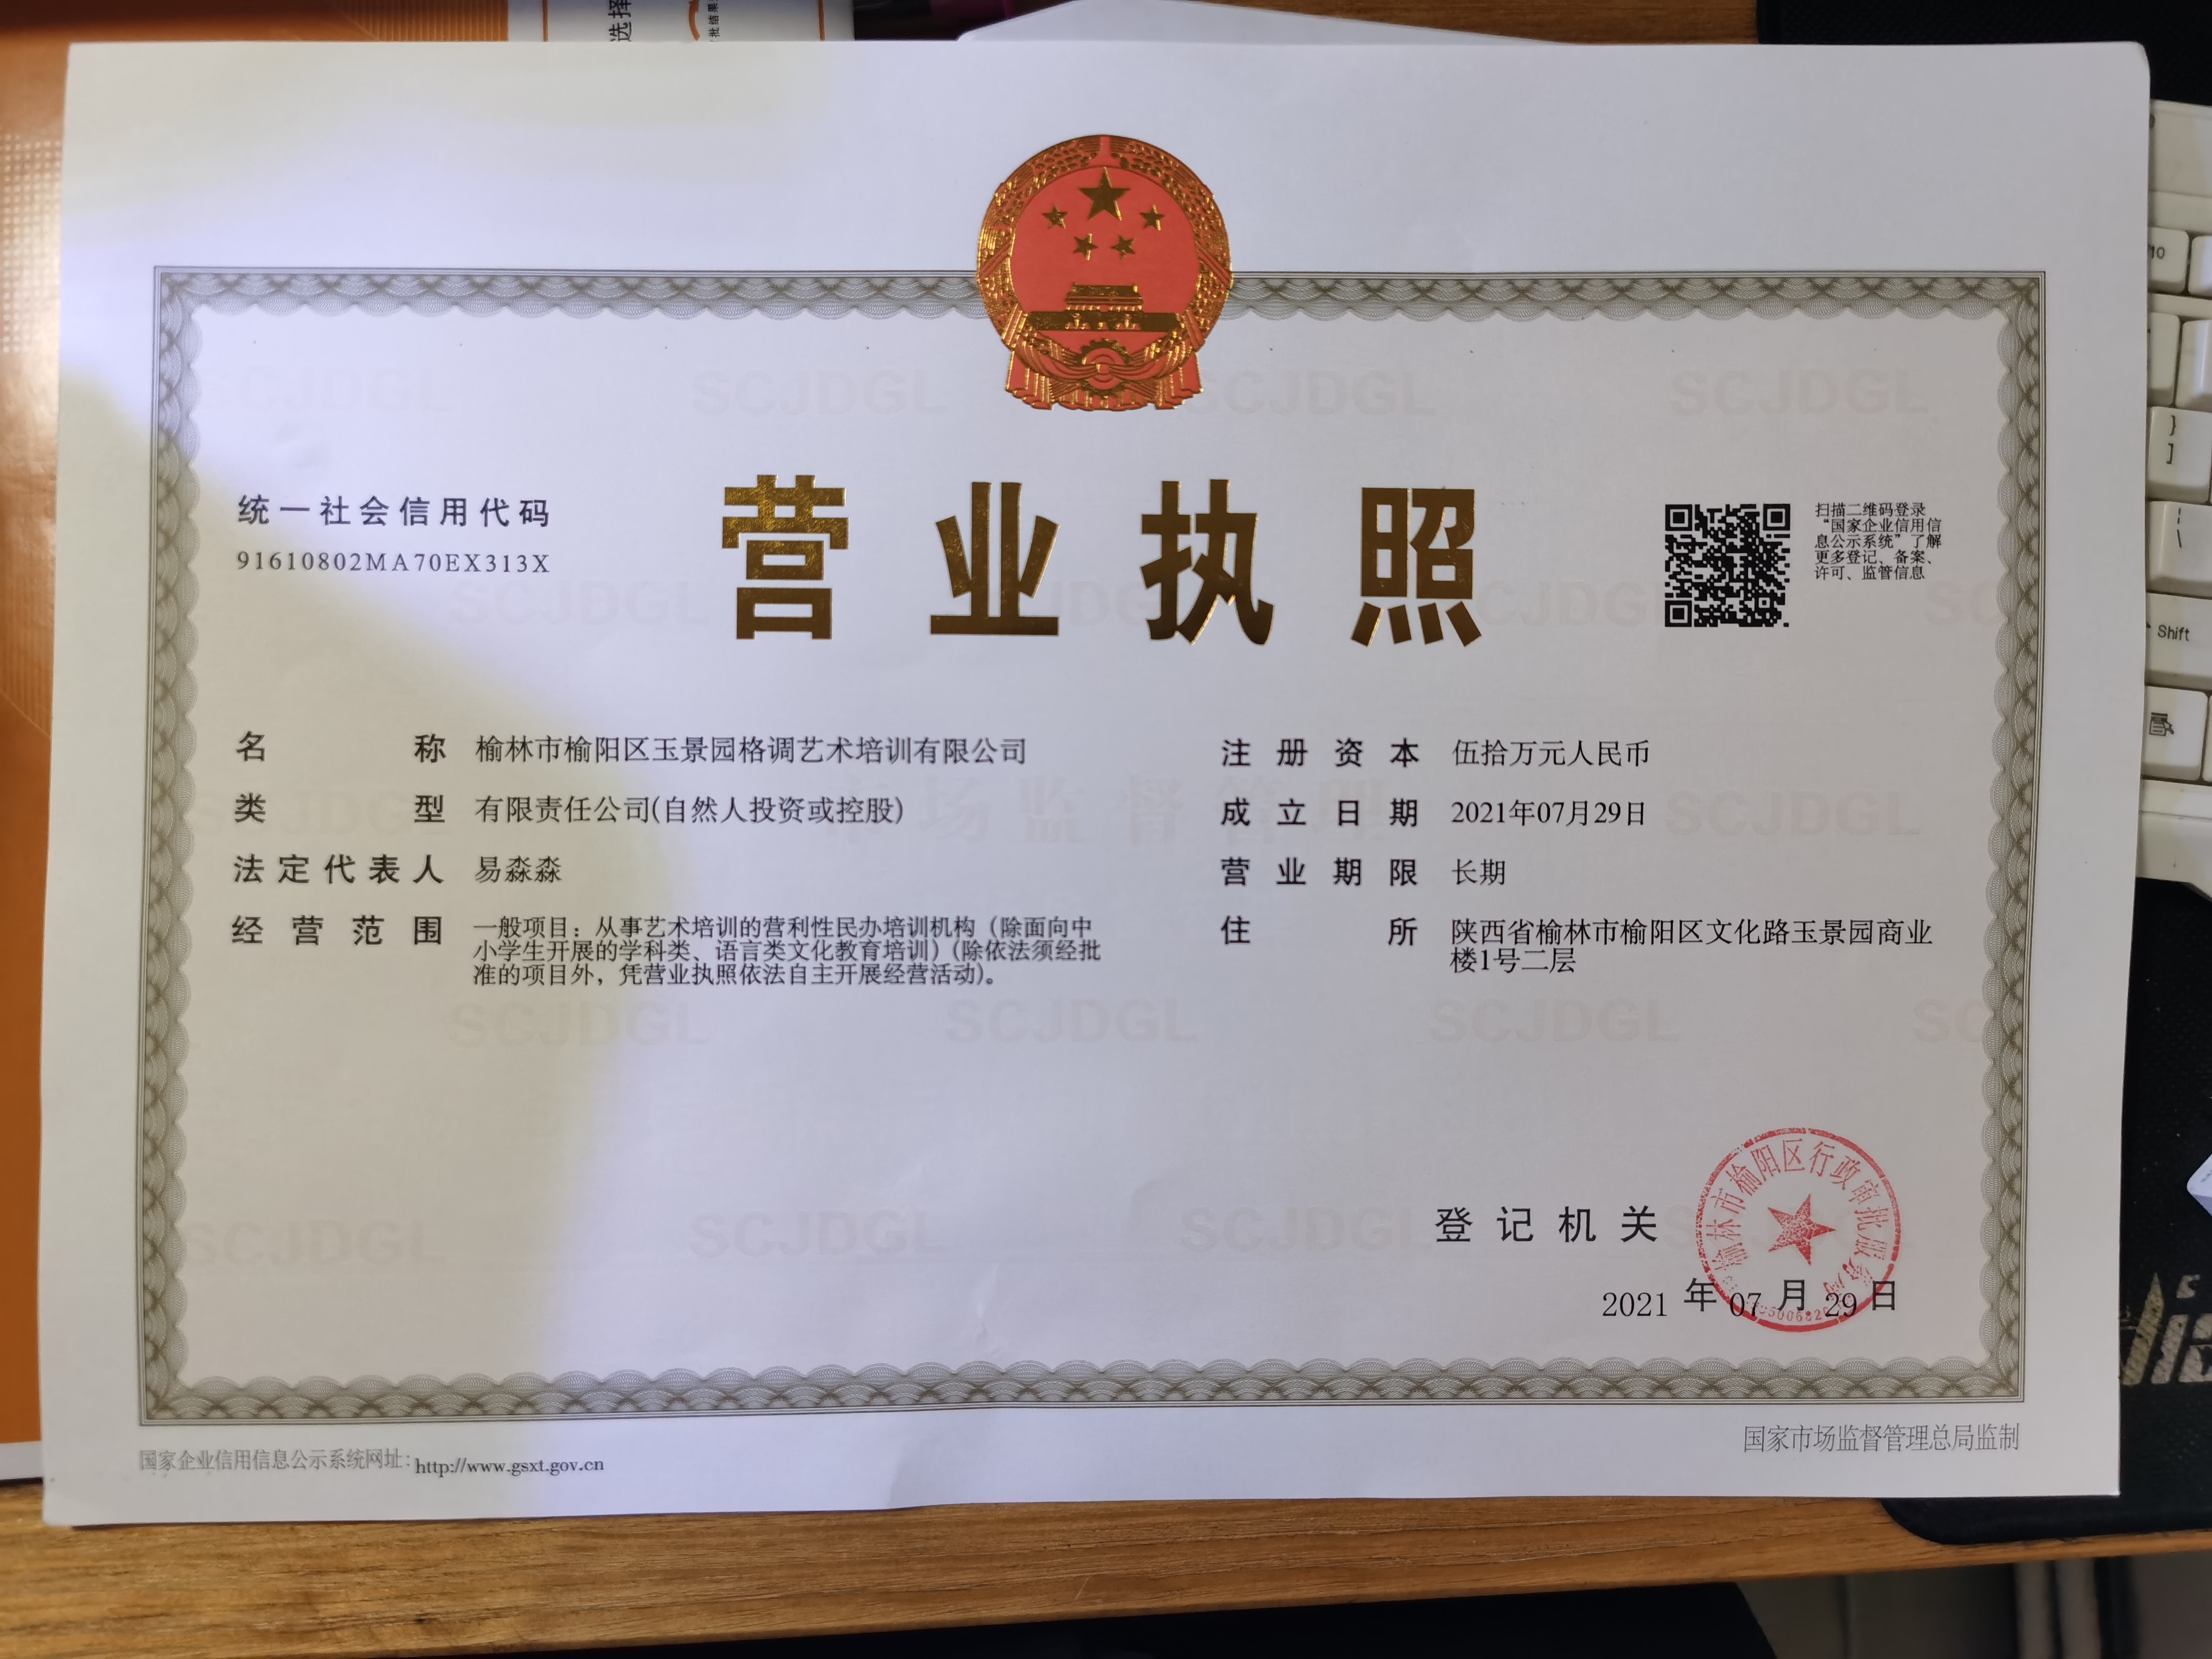 选择
统一社会信用代码
91610802MA70EX313X
营业执照
扫描二维码登录
“国家企业信用信
息公示系统”了解
更多登记、备案、
许可、监管信息
名称 榆林市榆阳区玉景园格调艺术培训有限公司
类型 有限责任公司(自然人投资或控股)
法定代表人 易淼淼
经营范围 一般项目：从事艺术培训的营利性民办培训机构（除面向中
小学生开展的学科类、语言类文化教育培训）(除依法须经批
准的项目外，凭营业执照依法自主开展经营活动)。
注册资本 伍拾万元人民币
成立日期 2021年07月29日
营业期限 长期
住所 陕西省榆林市榆阳区文化路玉景园商业
楼1号二层
登记机关
榆林市榆阳区行政审批服务局
2021 年 07 月 29 日
国家企业信用信息公示系统网址：http://www.gsxt.gov.cn
国家市场监督管理总局监制
SCJDGL
市场监督管理
Shift